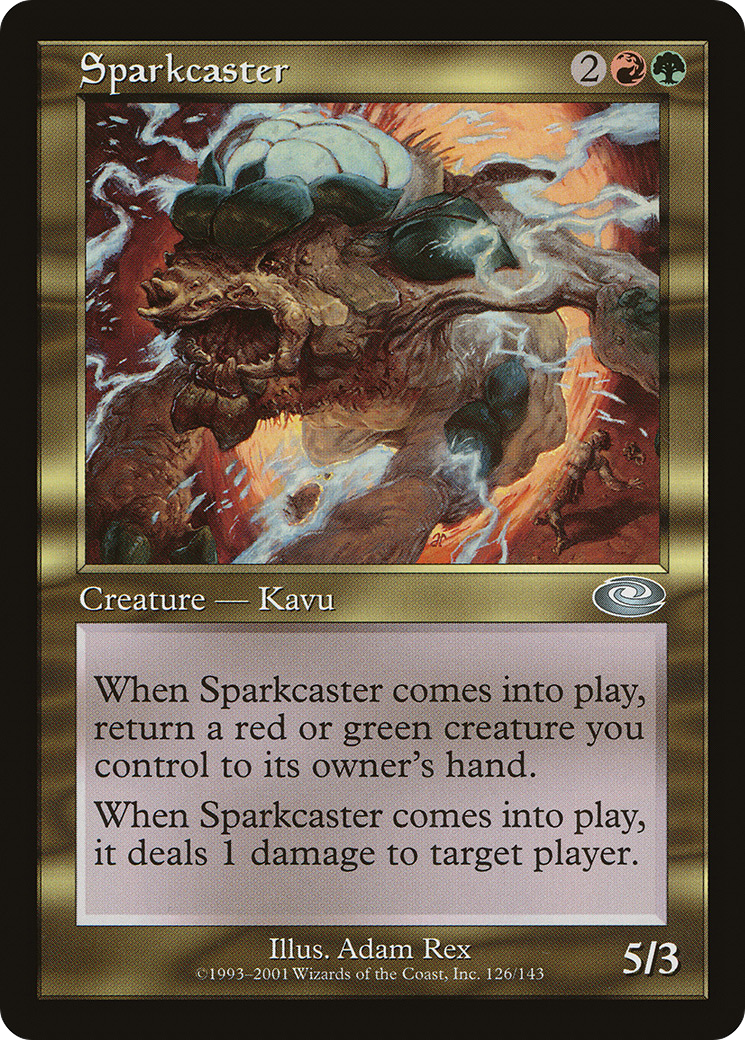 Sparkcaster 2
Creature — Kavu
When Sparkcaster comes into play,
return a red or green creature you
control to its owner's hand.
When Sparkcaster comes into play,
it deals 1 damage to target player.
Illus. Adam Rex
©1993–2001 Wizards of the Coast, Inc. 126/143
5/3